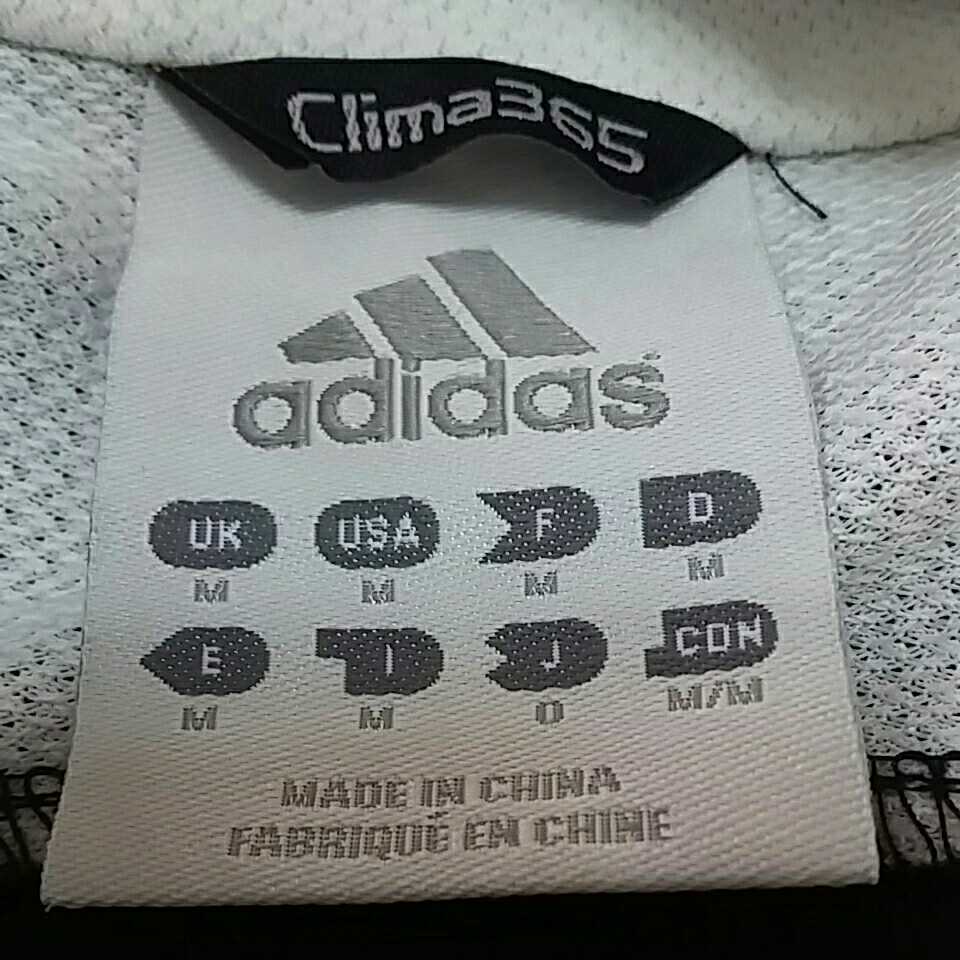 Clima365
adidas
UK USA F D
M M M M
E I J CDN
M M O M/M
MADE IN CHINA
FABRIQUÉ EN CHINE